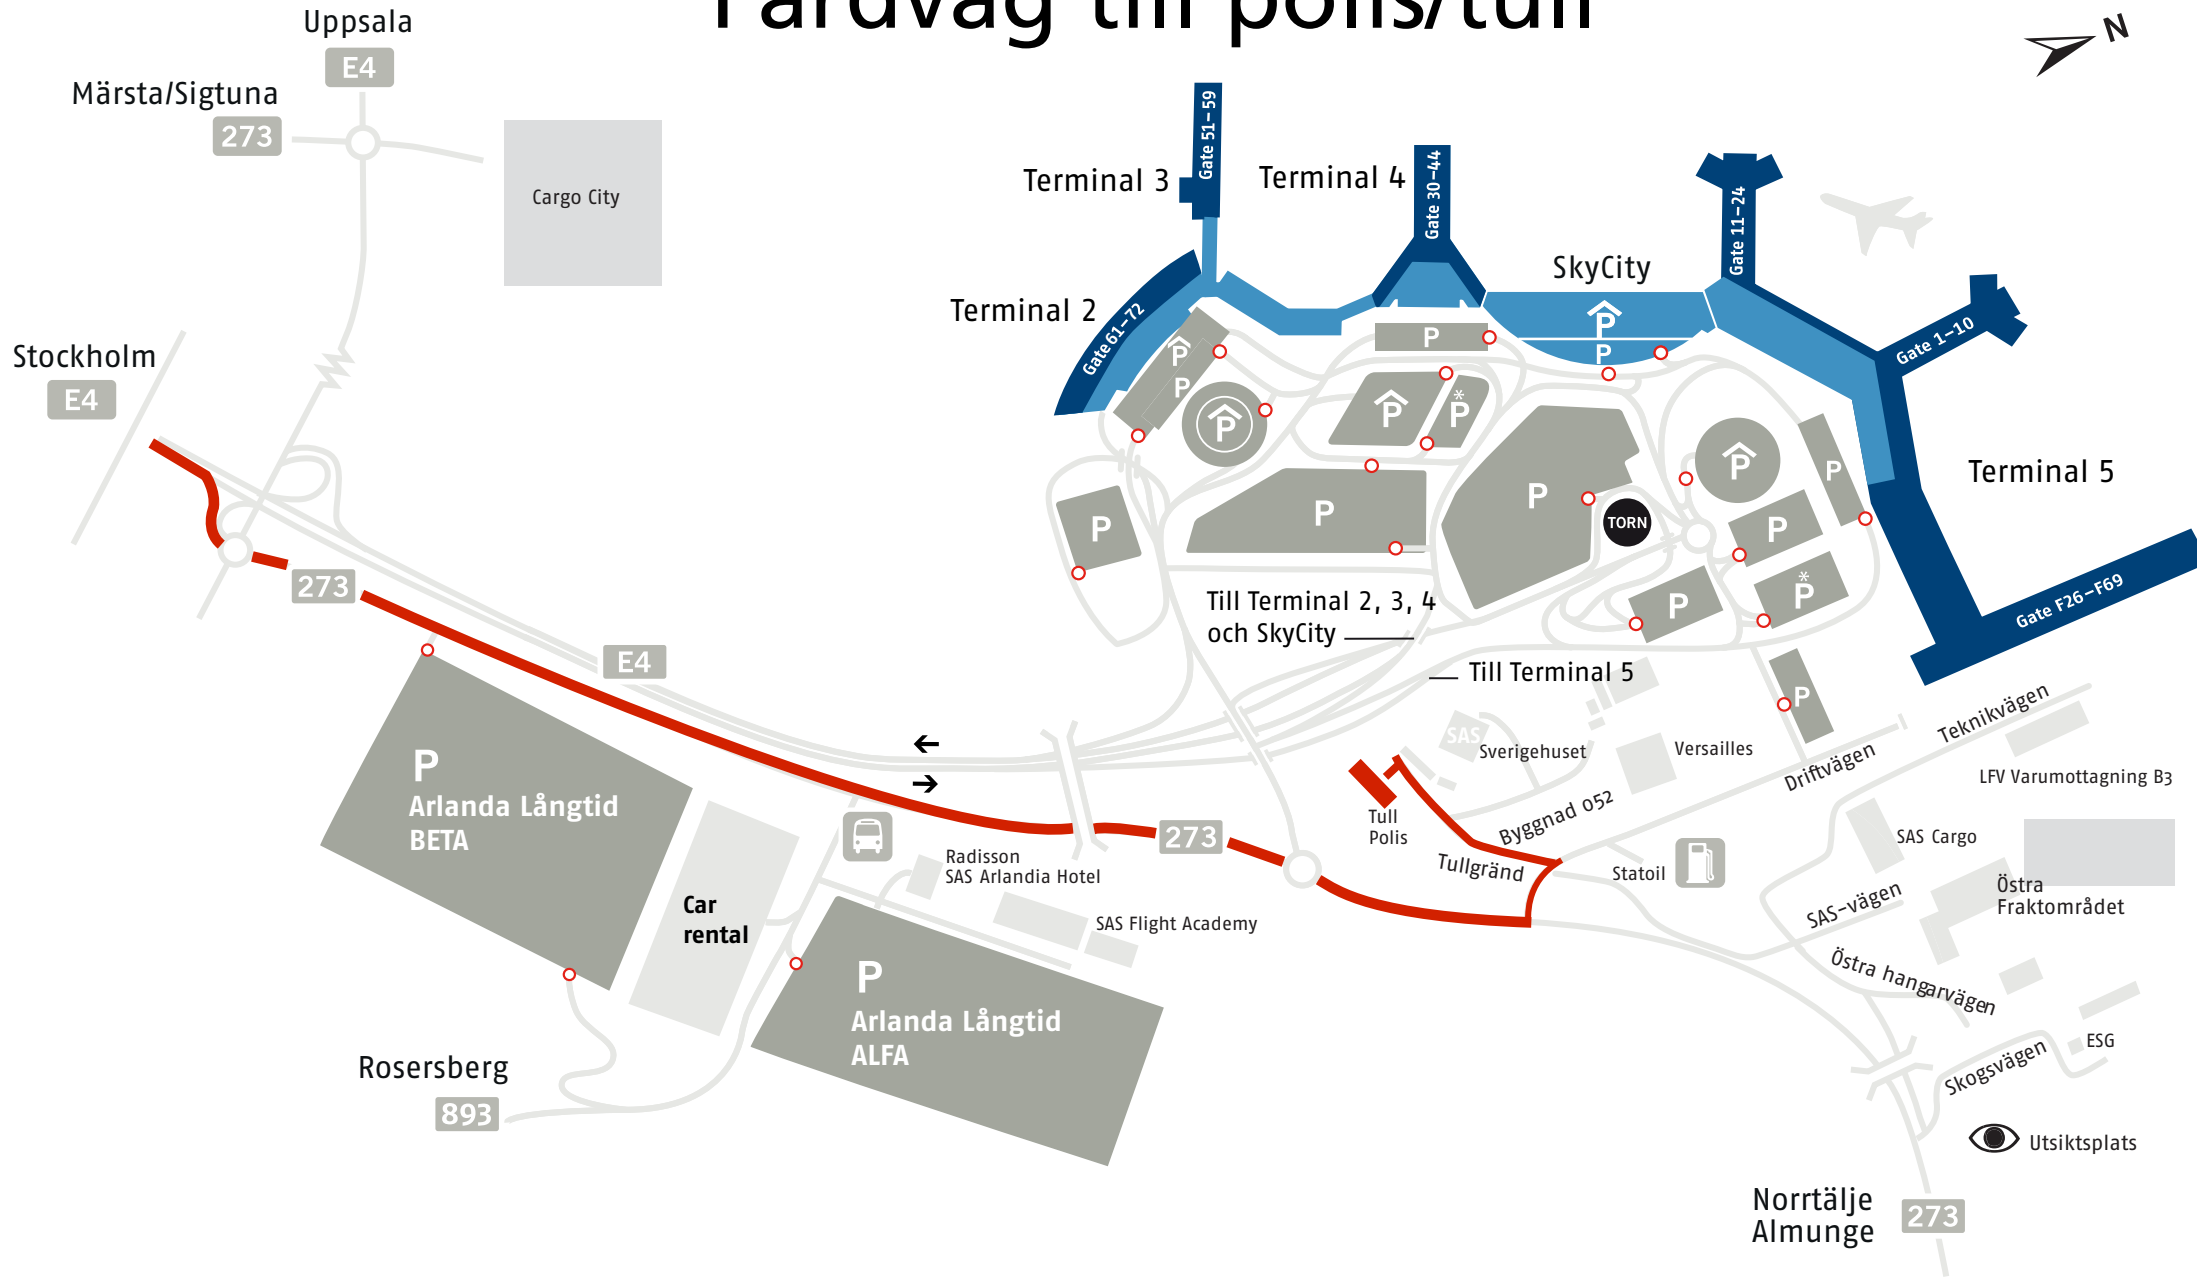 Färdväg till polis/tull
N
Uppsala
E4
Märsta/Sigtuna
273
Cargo City
Stockholm
E4
Terminal 3
Gate 51–59
Terminal 4
Gate 30–44
Gate 11–24
SkyCity
P
P
Gate 1–10
Terminal 2
Gate 61–72
P
P
P
P
P
P*
P
P
P
P
P
P
TORN
P
P*
P
P
Terminal 5
Gate F26–F69
273
E4
Till Terminal 2, 3, 4
och SkyCity
Till Terminal 5
SAS
Sverigehuset
Versailles
Driftvägen
Teknikvägen
LFV Varumottagning B3
Tull
Polis
Byggnad 052
Tullgränd
Statoil
SAS Cargo
Östra
Fraktområdet
SAS-vägen
Östra hangarvägen
ESG
Skogsvägen
Utsiktsplats
Norrtälje
Almunge
273
←
→
P
Arlanda Långtid
BETA
Car
rental
273
Radisson
SAS Arlandia Hotel
SAS Flight Academy
P
Arlanda Långtid
ALFA
Rosersberg
893